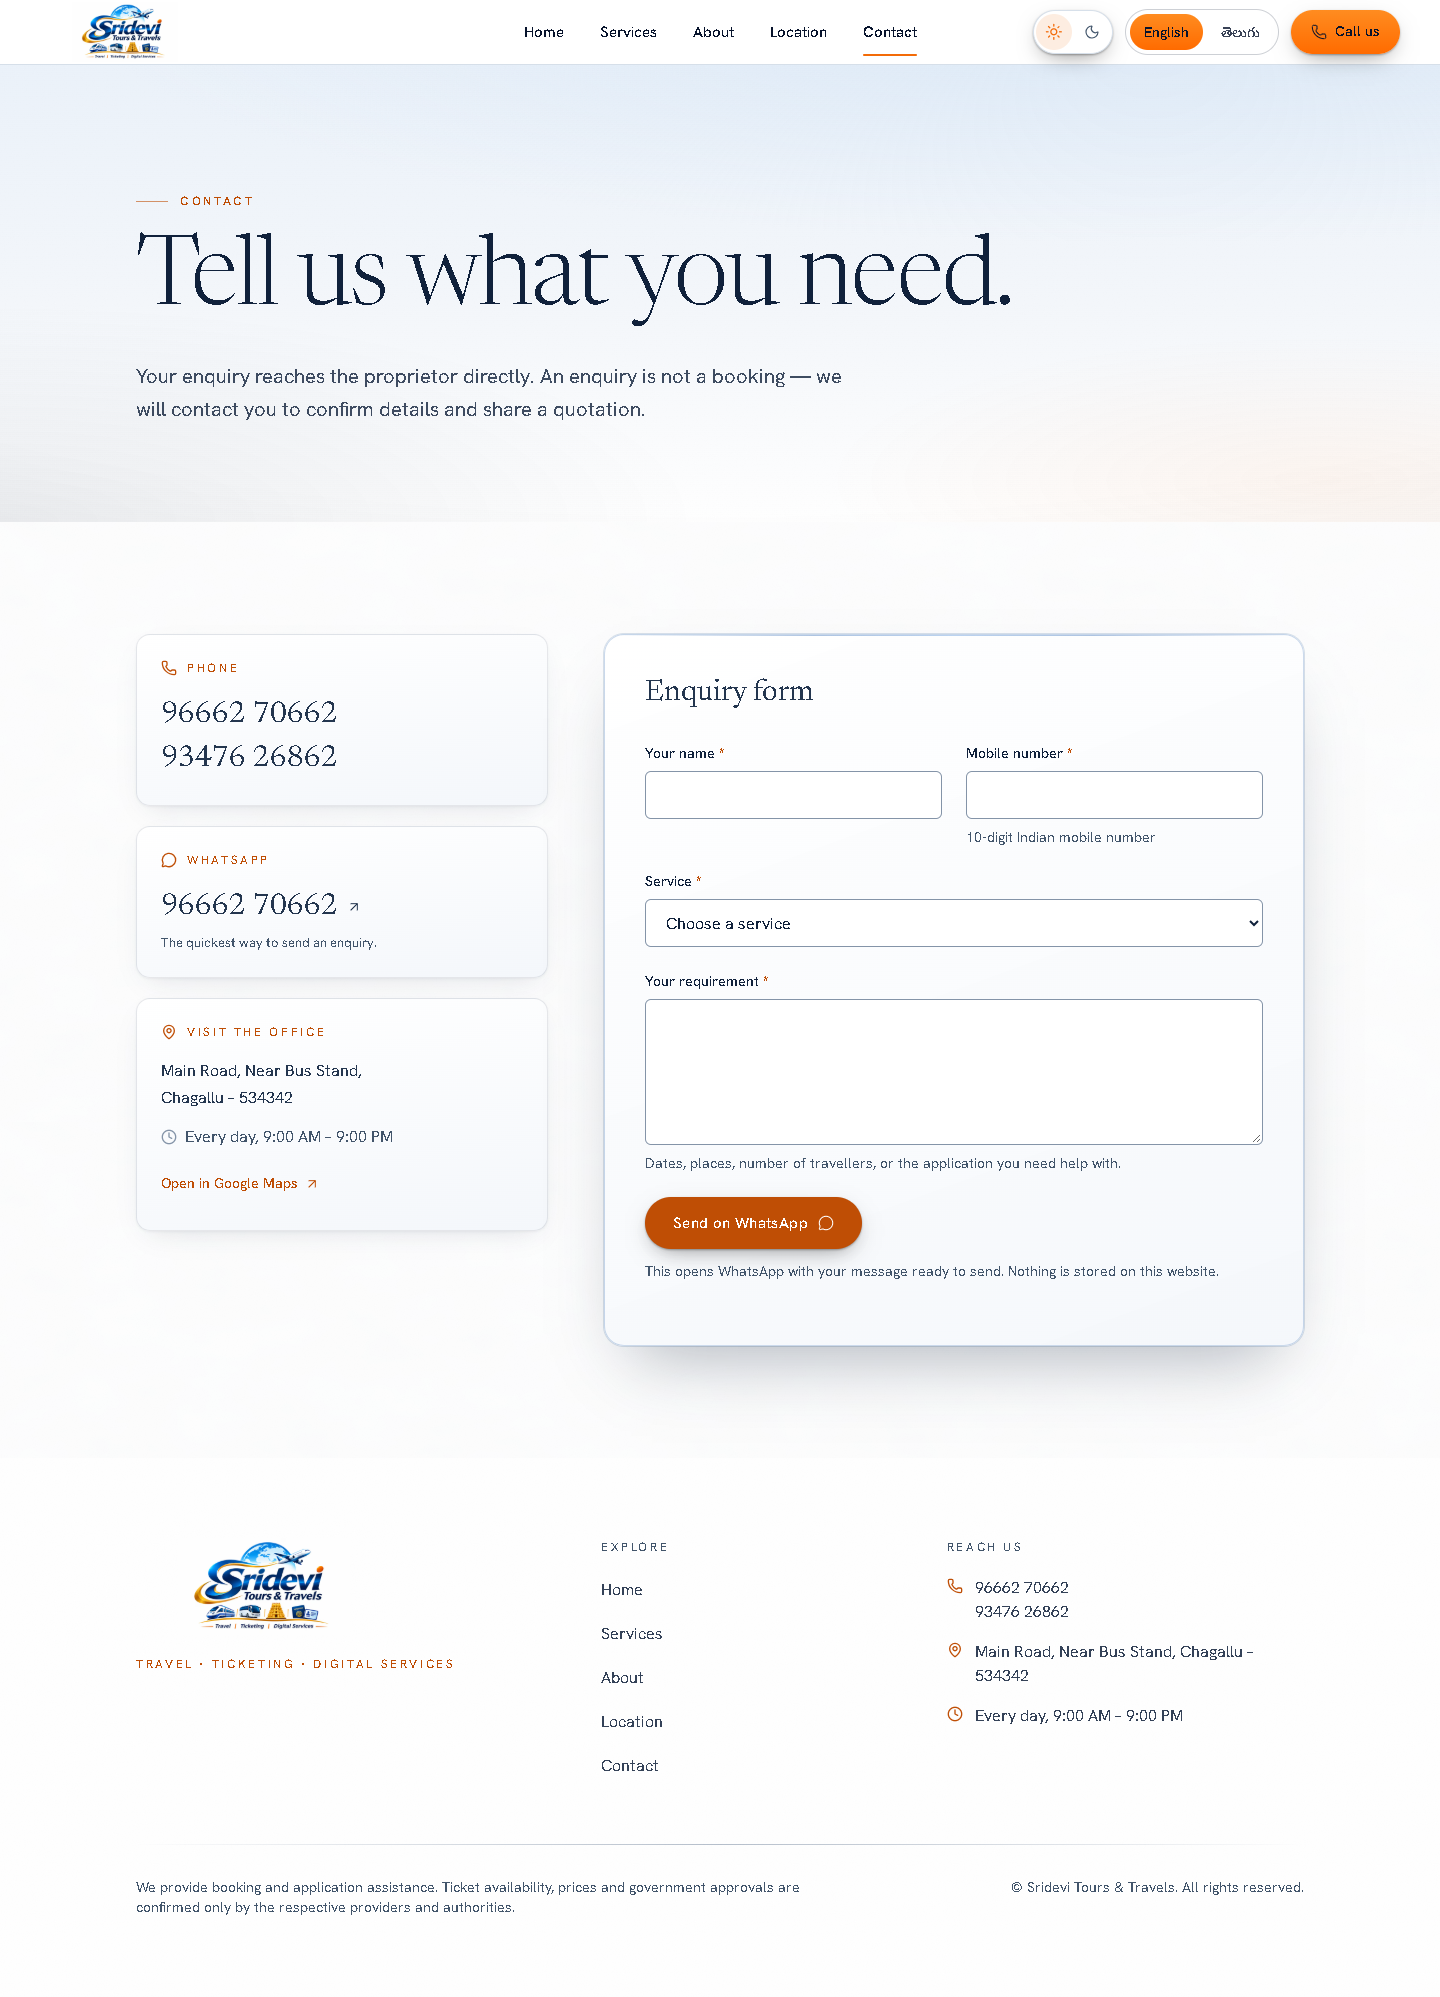 Sridevi
Tours & Travels
Travel | Ticketing | Digital Services
Home
Services
About
Location
Contact
English
తెలుగు
Call us
CONTACT
Tell us what you need.
Your enquiry reaches the proprietor directly. An enquiry is not a booking — we
will contact you to confirm details and share a quotation.
PHONE
96662 70662
93476 26862
WHATSAPP
96662 70662
The quickest way to send an enquiry.
VISIT THE OFFICE
Main Road, Near Bus Stand,
Chagallu – 534342
Every day, 9:00 AM – 9:00 PM
Open in Google Maps
Enquiry form
Your name *
Mobile number *
10-digit Indian mobile number
Service *
Choose a service
Your requirement *
Dates, places, number of travellers, or the application you need help with.
Send on WhatsApp
This opens WhatsApp with your message ready to send. Nothing is stored on this website.
Sridevi
Tours & Travels
Travel | Ticketing | Digital Services
TRAVEL • TICKETING • DIGITAL SERVICES
EXPLORE
Home
Services
About
Location
Contact
REACH US
96662 70662
93476 26862
Main Road, Near Bus Stand, Chagallu –
534342
Every day, 9:00 AM – 9:00 PM
We provide booking and application assistance. Ticket availability, prices and government approvals are
confirmed only by the respective providers and authorities.
© Sridevi Tours & Travels. All rights reserved.